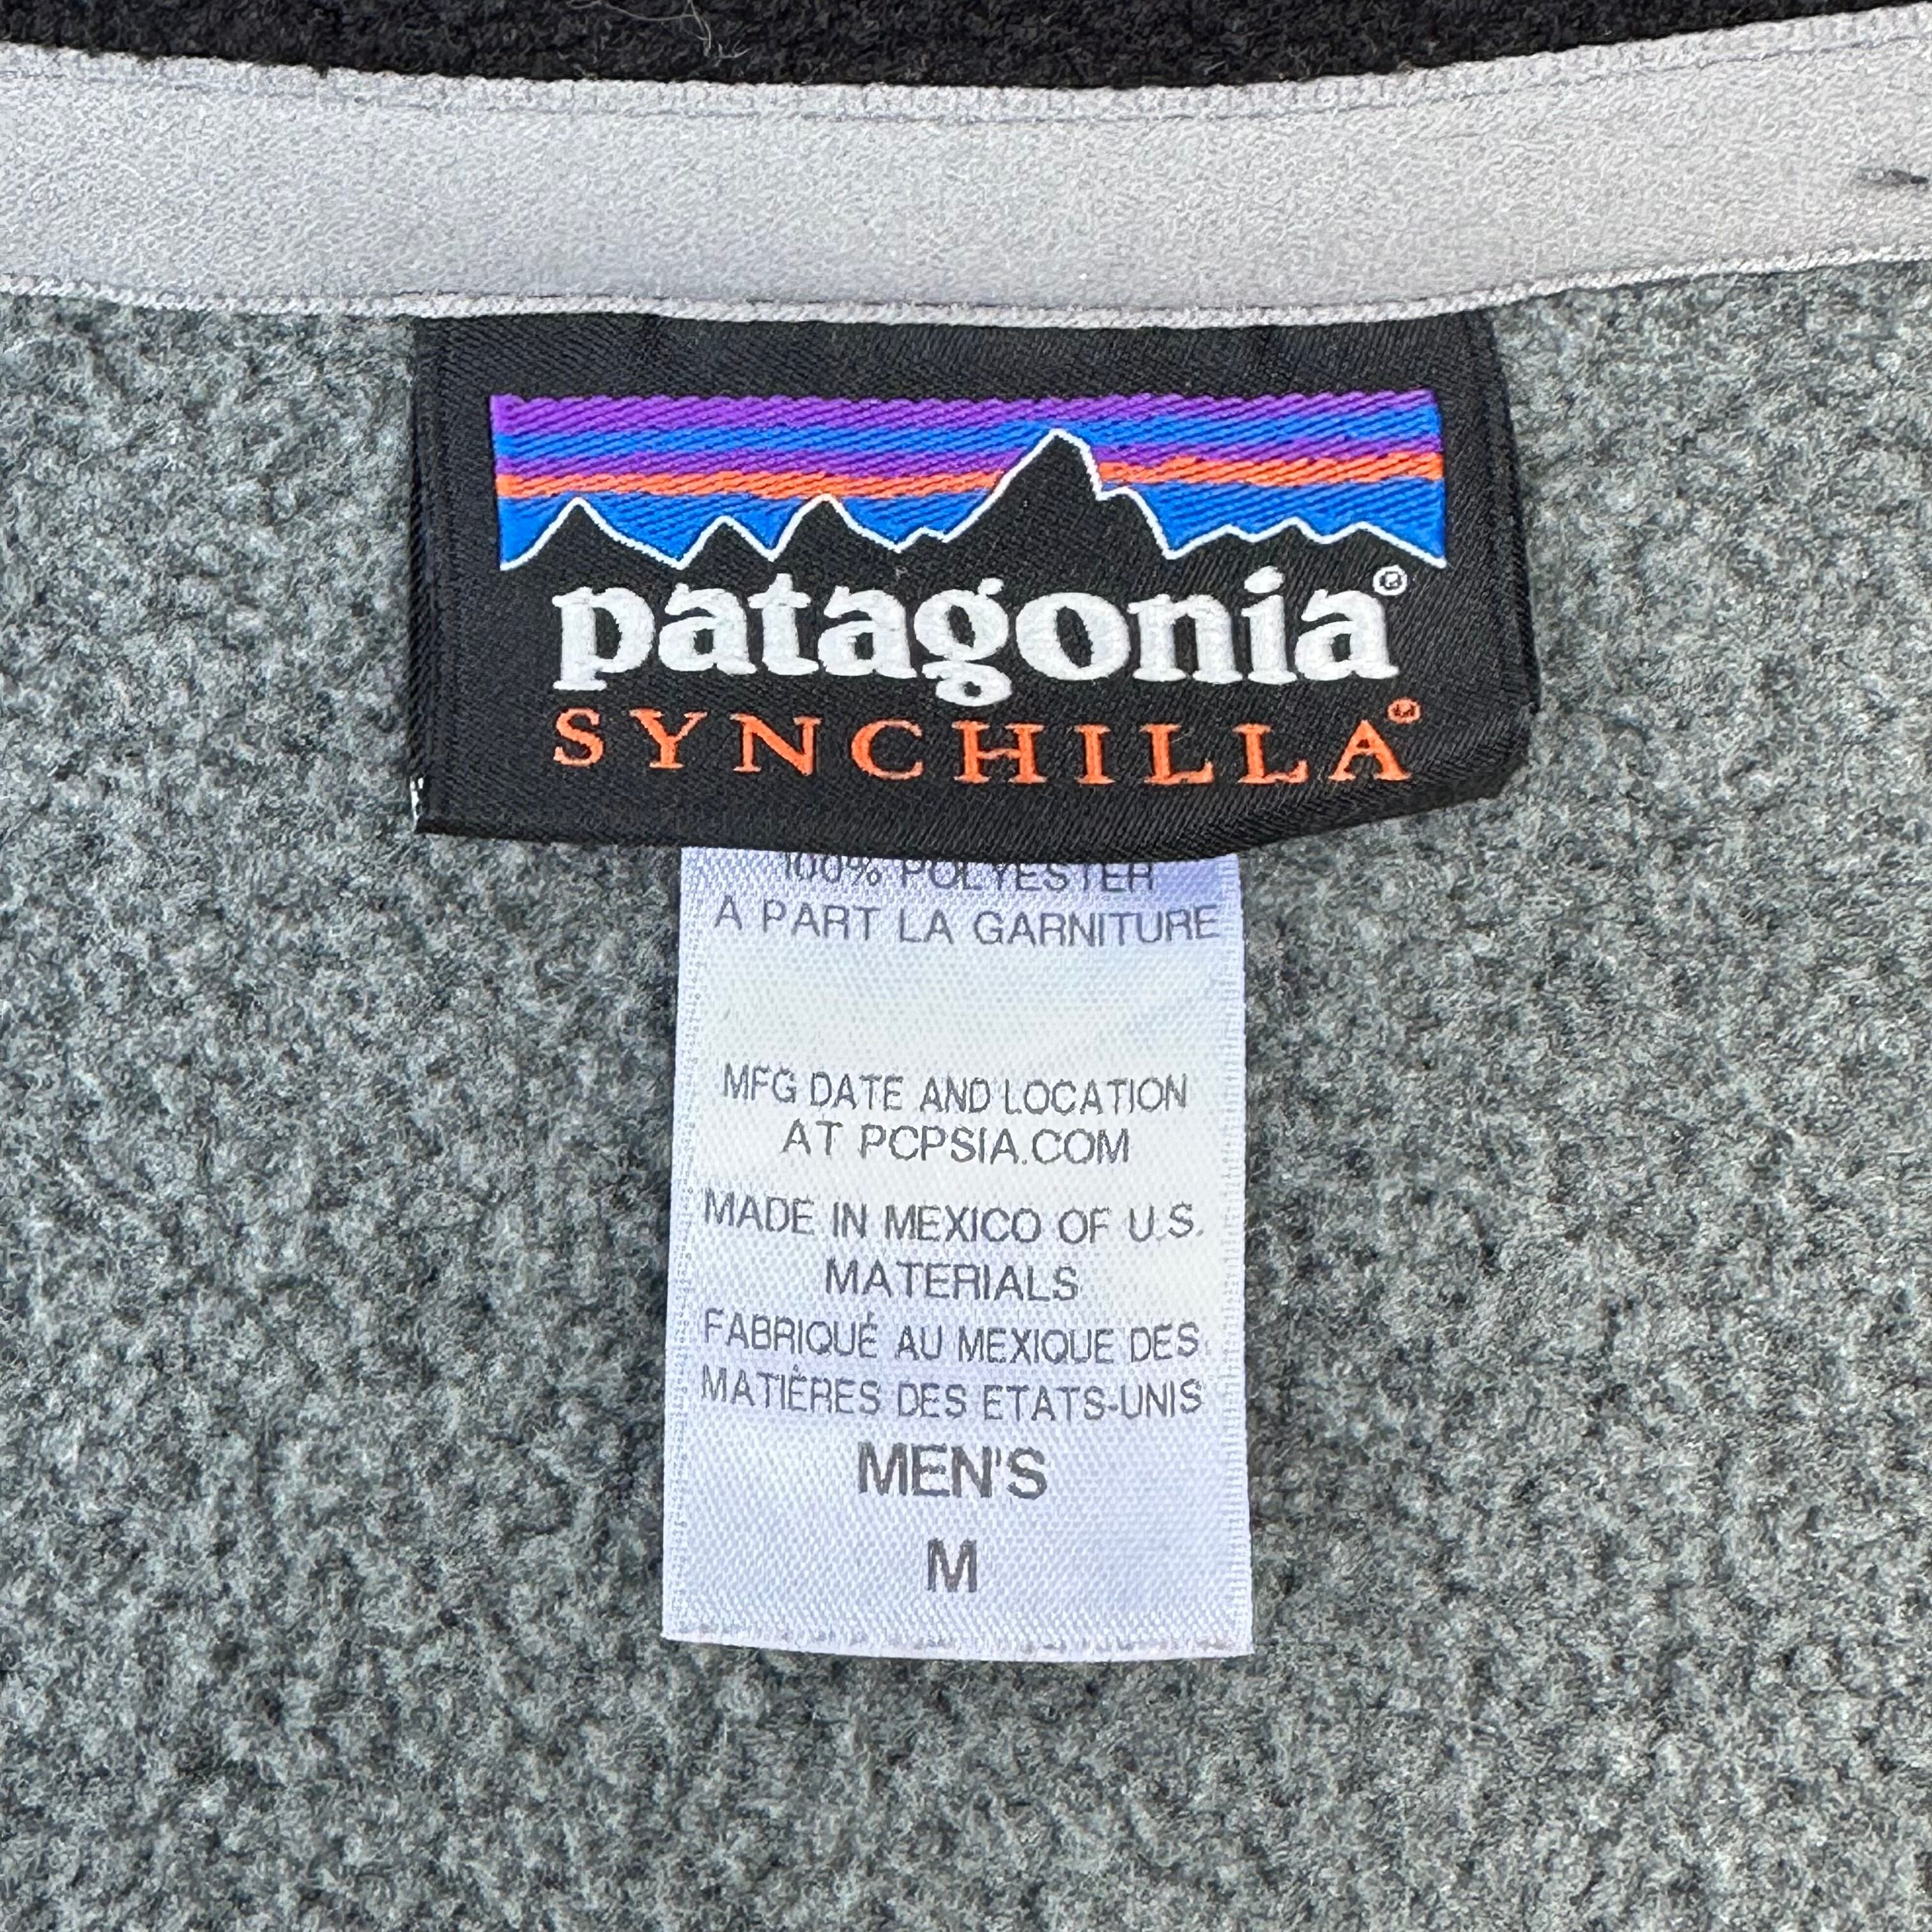 patagonia®
SYNCHILLA®
100% POLYESTER
A PART LA GARNITURE
MFG DATE AND LOCATION
AT PCPSIA.COM
MADE IN MEXICO OF U.S.
MATERIALS
FABRIQUÉ AU MEXIQUE DES
MATIÈRES DES ETATS-UNIS
MEN'S
M